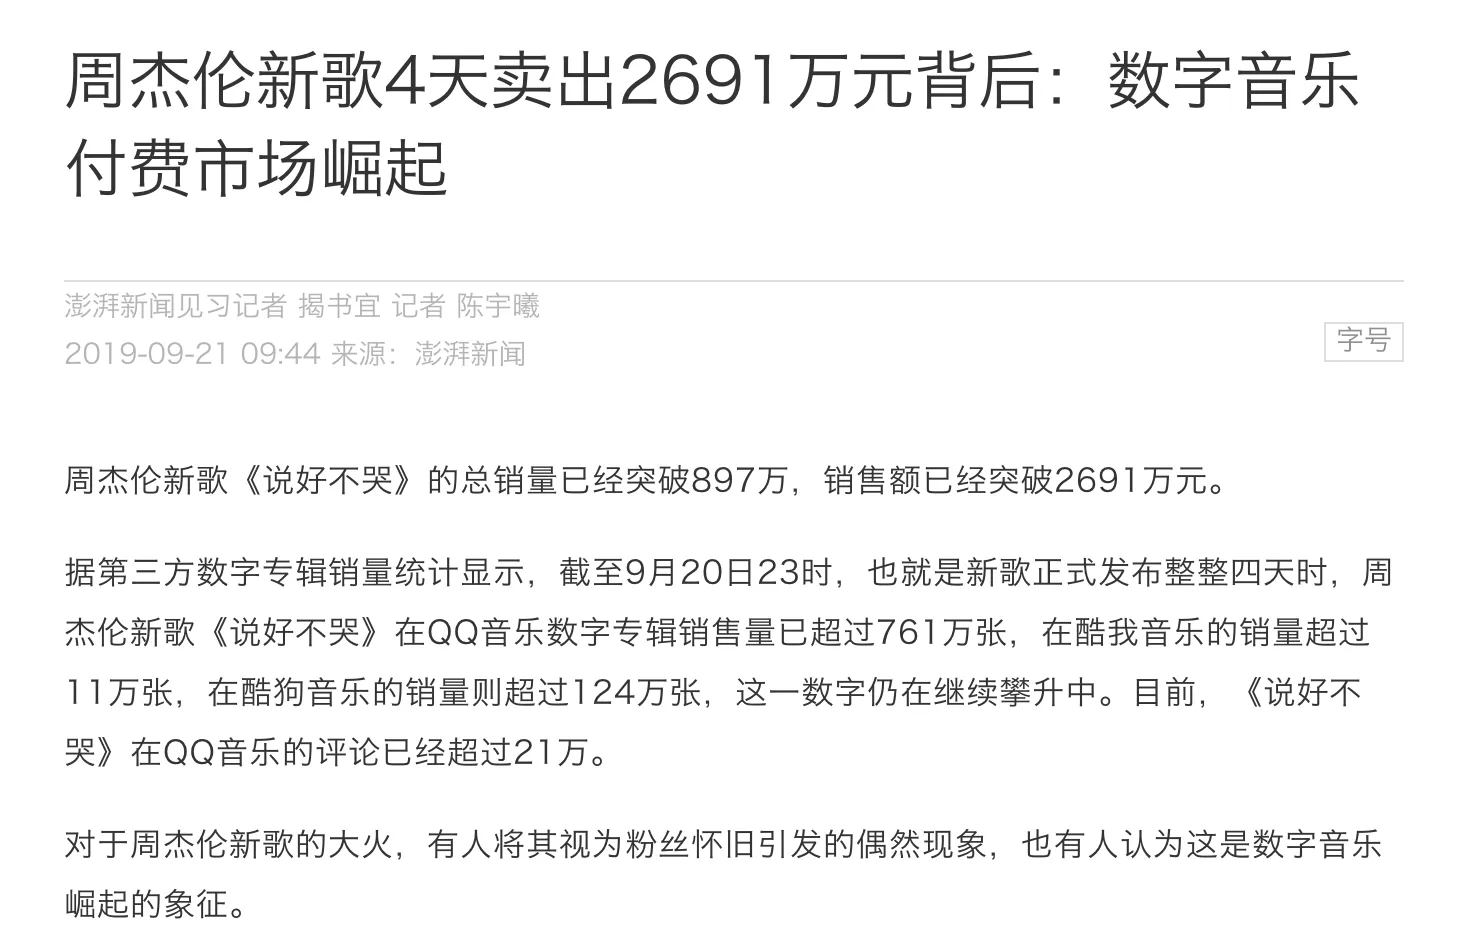 周杰伦新歌4天卖出2691万元背后：数字音乐
付费市场崛起
澎湃新闻见习记者 揭书宜 记者 陈宇曦
2019-09-21 09:44 来源：澎湃新闻
字号
周杰伦新歌《说好不哭》的总销量已经突破897万，销售额已经突破2691万元。
据第三方数字专辑销量统计显示，截至9月20日23时，也就是新歌正式发布整整四天时，周
杰伦新歌《说好不哭》在QQ音乐数字专辑销售量已超过761万张，在酷我音乐的销量超过
11万张，在酷狗音乐的销量则超过124万张，这一数字仍在继续攀升中。目前，《说好不
哭》在QQ音乐的评论已经超过21万。
对于周杰伦新歌的大火，有人将其视为粉丝怀旧引发的偶然现象，也有人认为这是数字音乐
崛起的象征。